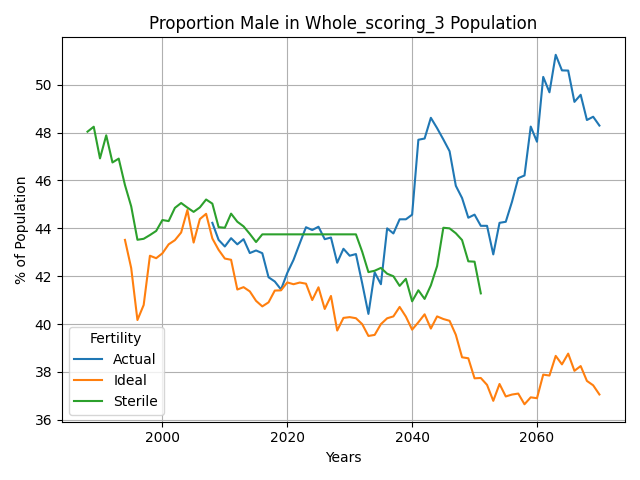 Proportion Male in Whole_scoring_3 Population
% of Population
50
48
46
44
42
40
38
36
Fertility
Actual
Ideal
Sterile
2000
2020
2040
2060
Years